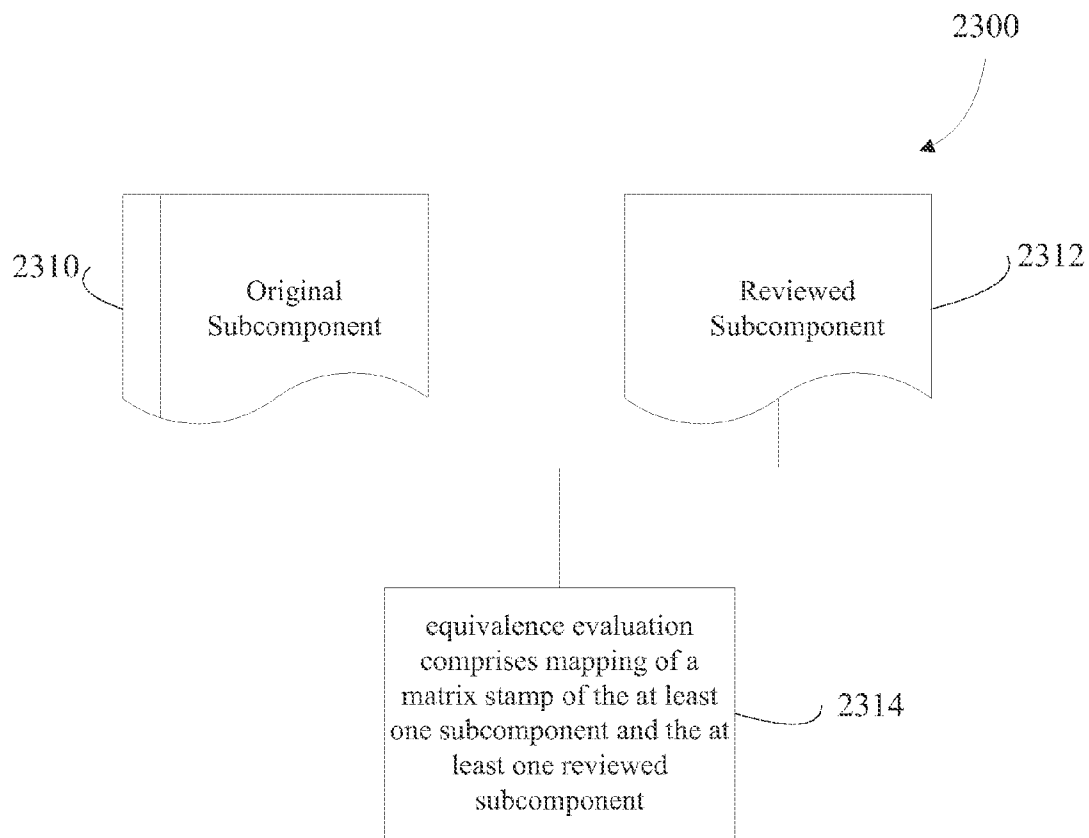 2300
2310
Original
Subcomponent
Reviewed
Subcomponent
2312
equivalence evaluation
comprises mapping of a
matrix stamp of the at least
one subcomponent and the at
least one reviewed
subcomponent
2314